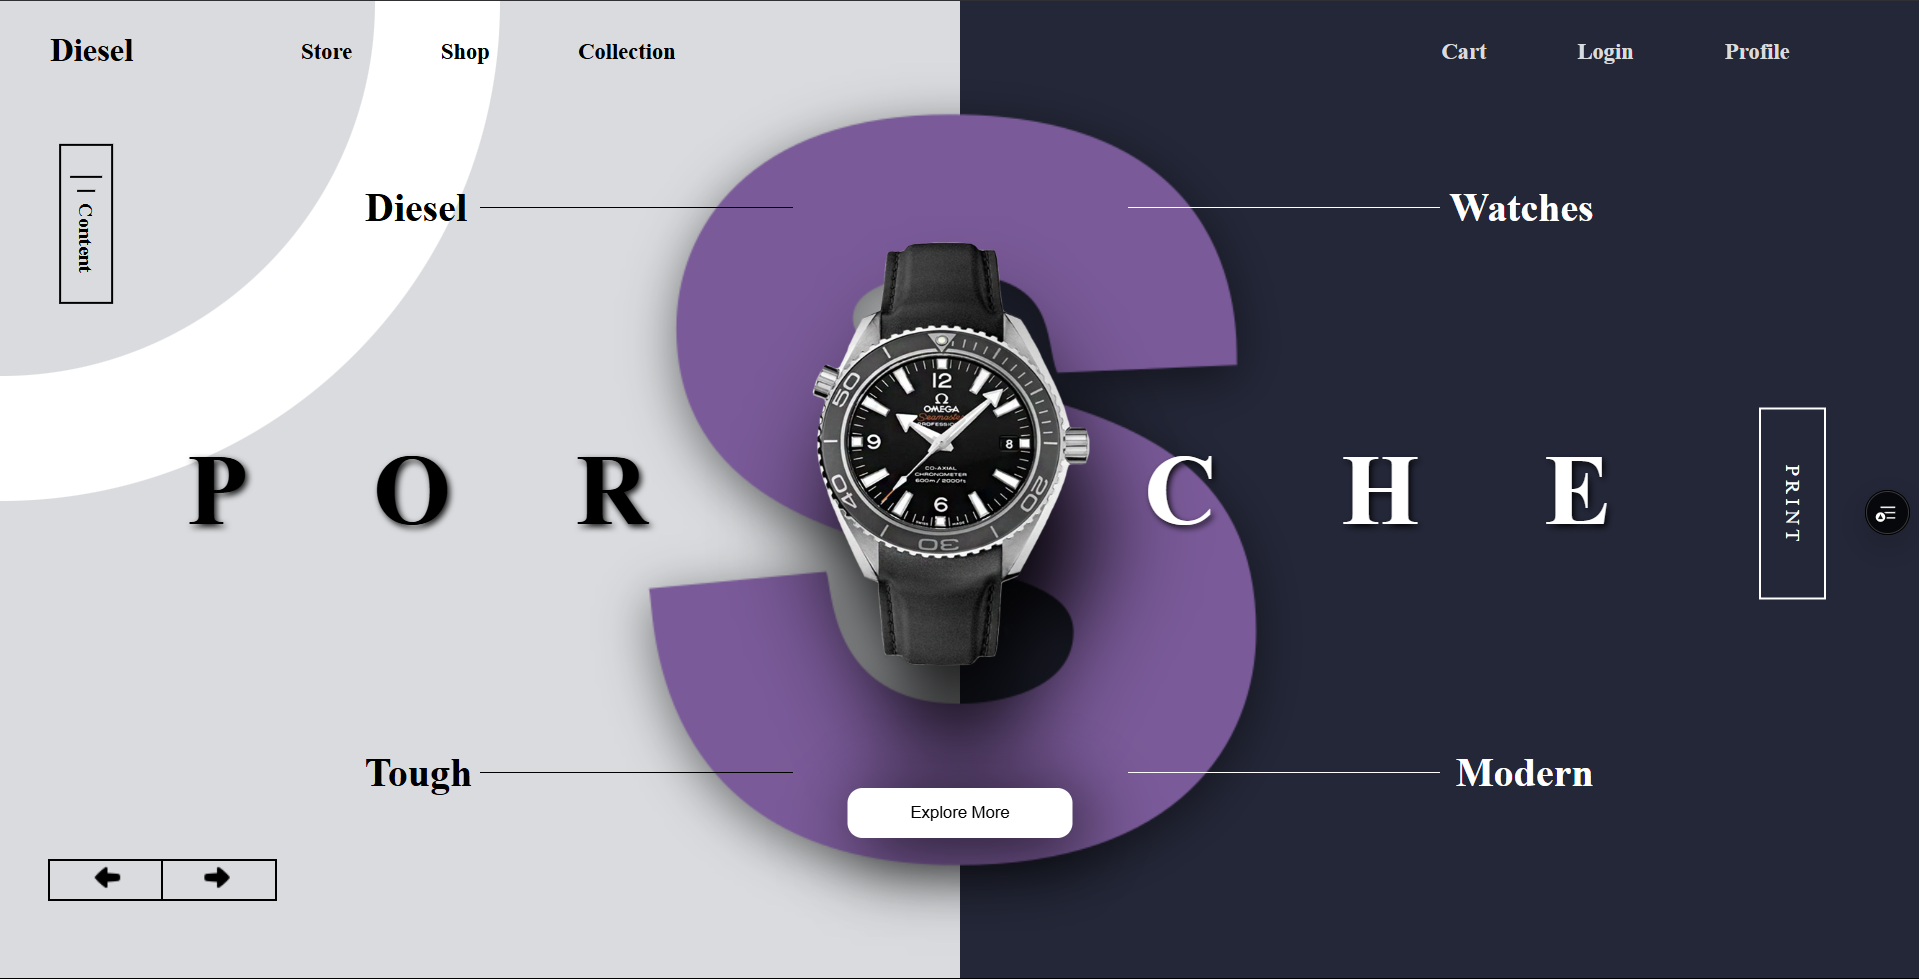 Diesel Store Shop Collection Cart Login Profile
Content
Diesel Watches
S
12
OMEGA
Seamaster
PROFESSIONAL
50
9 8
P O R C H E
CO-AXIAL
CHRONOMETER
600m / 2000ft
40 20
6
30
PRINT
Tough Modern
Explore More